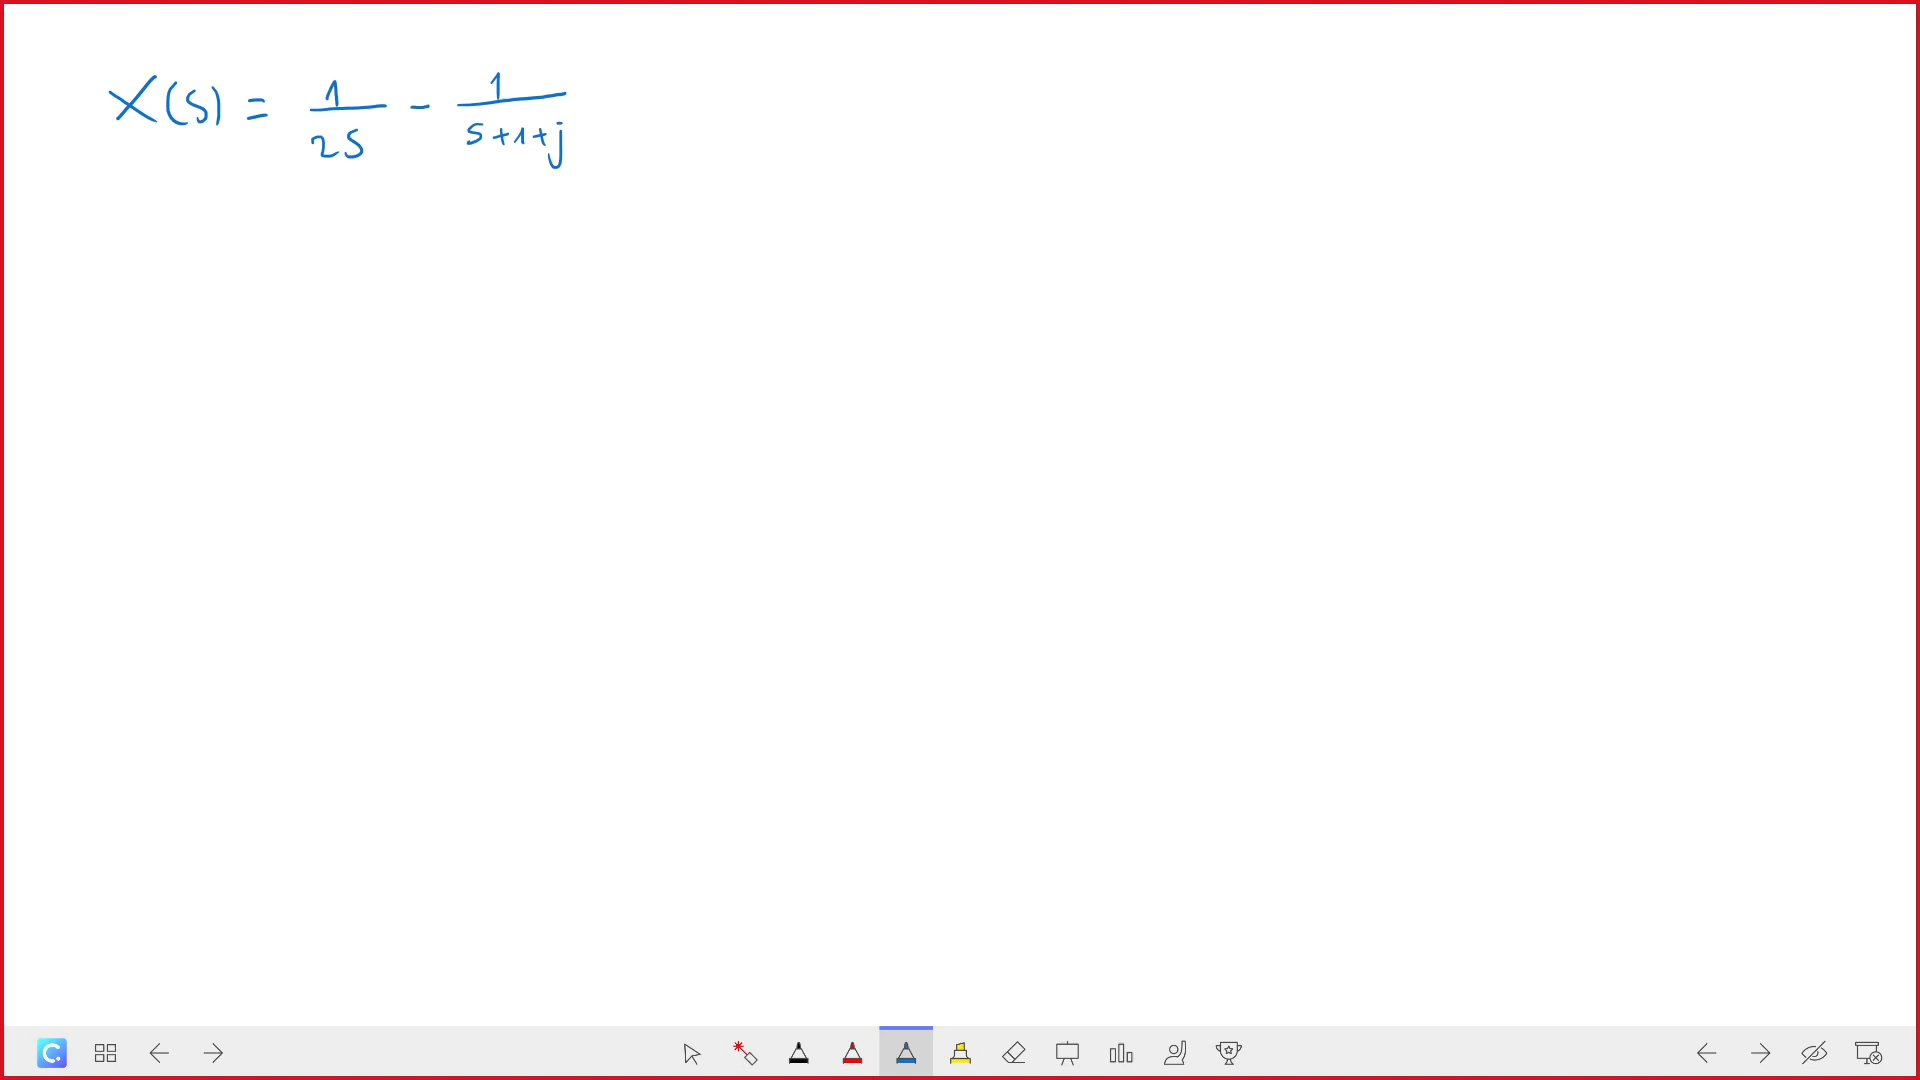 X(s) = 1/2s - 1/s+1+j